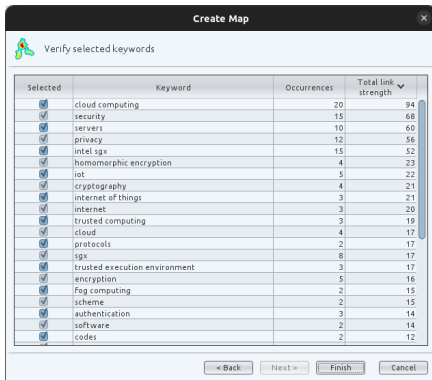 Create Map
Verify selected keywords
Selected Keyword Occurrences Total link strength
cloud computing 20 94
security 15 68
servers 10 60
privacy 12 56
intel sgx 15 52
homomorphic encryption 4 23
iot 5 22
cryptography 4 21
internet of things 3 21
internet 3 20
trusted computing 3 19
cloud 4 17
protocols 2 17
sgx 8 17
trusted execution environment 3 17
encryption 5 16
fog computing 2 15
scheme 2 15
authentication 3 14
software 2 14
codes 2 12
< Back Next > Finish Cancel